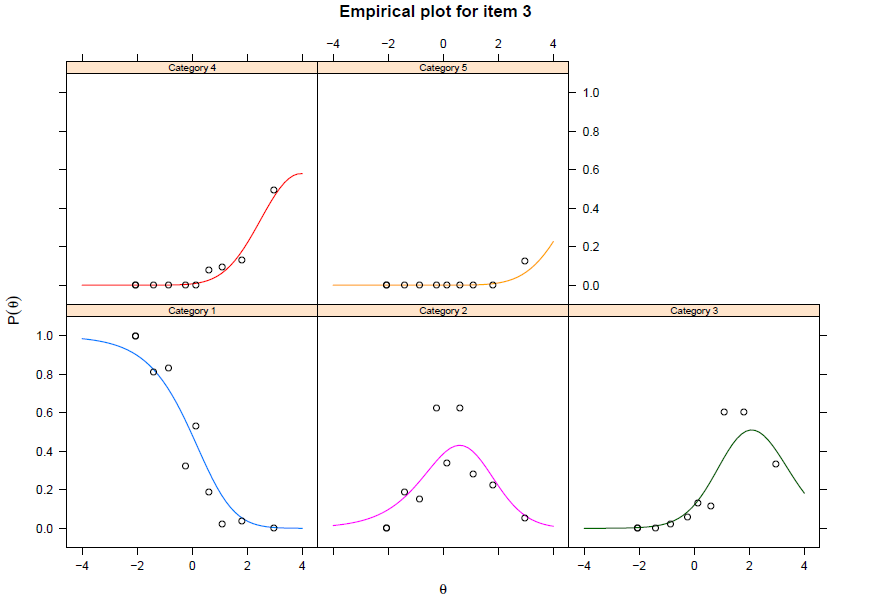 Empirical plot for item 3
−4 −2 0 2 4
Category 4 Category 5
1.0
0.8
0.6
0.4
0.2
0.0
P(θ)
Category 1 Category 2 Category 3
1.0
0.8
0.6
0.4
0.2
0.0
−4 −2 0 2 4 −4 −2 0 2 4
θ